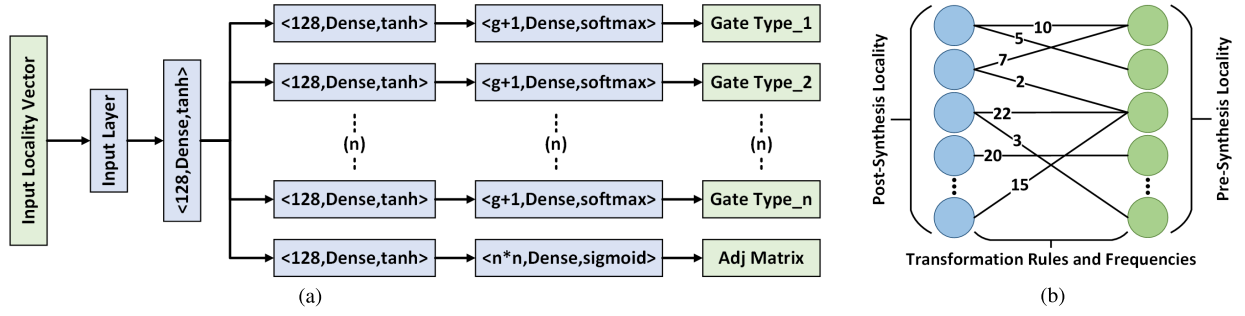 Input Locality Vector
Input Layer
<128,Dense,tanh>
<128,Dense,tanh>
<g+1,Dense,softmax>
Gate Type_1
<128,Dense,tanh>
<g+1,Dense,softmax>
Gate Type_2
(n)
(n)
(n)
<128,Dense,tanh>
<g+1,Dense,softmax>
Gate Type_n
<128,Dense,tanh>
<n*n,Dense,sigmoid>
Adj Matrix
(a)
Post-Synthesis Locality
10
5
7
2
22
3
20
15
Pre-Synthesis Locality
Transformation Rules and Frequencies
(b)